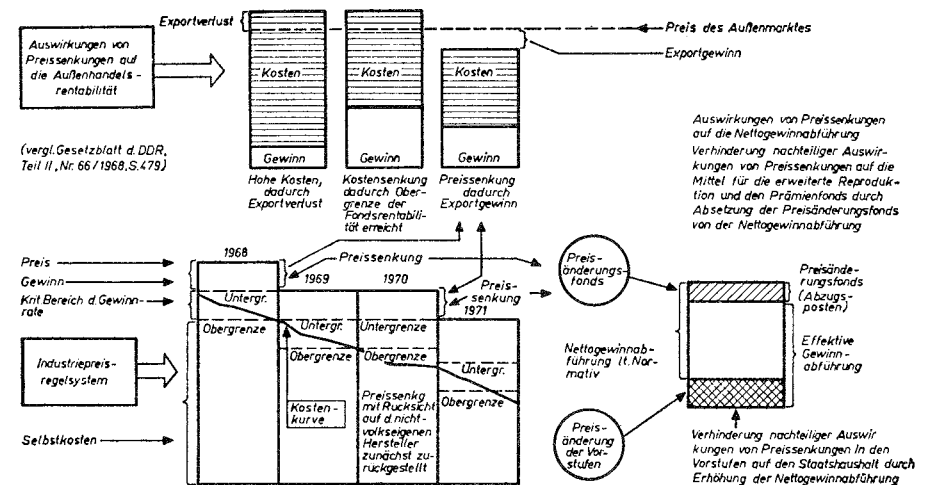 Exportverlust
Preis des Außenmarktes
Exportgewinn
Auswirkungen von
Preissenkungen auf
die Außenhandels-
rentabilität
Kosten
Kosten
Kosten
Gewinn
Gewinn
Gewinn
(vergl. Gesetzblatt d. DDR,
Teil II, Nr. 66/1968, S. 479)
Hohe Kosten,
dadurch
Exportverlust
Kostensenkung
dadurch Ober-
grenze der
Fondsrentabili-
tät erreicht
Preissenkung
dadurch
Exportgewinn
Auswirkungen von Preissenkungen
auf die Nettogewinnabführung
Verhinderung nachteiliger Auswir-
kungen von Preissenkungen auf die
Mittel für die erweiterte Reproduk-
tion und den Prämienfonds durch
Absetzung der Preisänderungsfonds
von der Nettogewinnabführung
Preis
Gewinn
Krit Bereich d. Gewinn-
rate
Industriepreis-
regelsystem
Selbstkosten
1968
Preissenkung
1969
1970
Preis-
senkung
1971
Untergr.
Obergrenze
Untergr.
Obergrenze
Untergrenze
Obergrenze
Untergr.
Obergrenze
Kosten-
kurve
Preissenkg
mit Rücksicht
auf d. nicht-
volkseigenen
Hersteller
zunächst zu-
rückgestellt
Preis-
änderungs-
fonds
Preisände-
rungsfonds
(Abzugs-
posten)
Nettogewinnab-
führung lt. Nor-
mativ
Effektive
Gewinn-
abführung
Preis-
änderung
der Vor-
stufen
Verhinderung nachteiliger Auswir
kungen von Preissenkungen in den
Vorstufen auf den Staatshaushalt durch
Erhöhung der Nettogewinnabführung